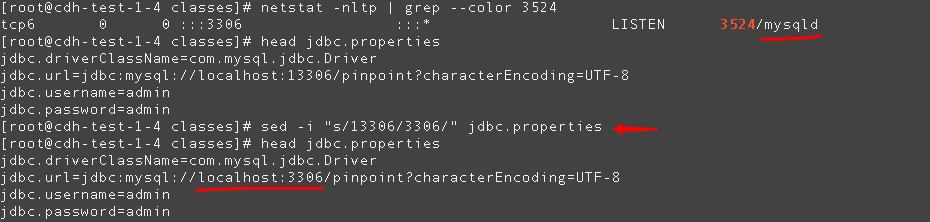 [root@cdh-test-1-4 classes]# netstat -nltp | grep --color 3524
tcp6       0      0 :::3306                 :::*                    LISTEN      3524/mysqld
[root@cdh-test-1-4 classes]# head jdbc.properties
jdbc.driverClassName=com.mysql.jdbc.Driver
jdbc.url=jdbc:mysql://localhost:13306/pinpoint?characterEncoding=UTF-8
jdbc.username=admin
jdbc.password=admin
[root@cdh-test-1-4 classes]# sed -i "s/13306/3306/" jdbc.properties
[root@cdh-test-1-4 classes]# head jdbc.properties
jdbc.driverClassName=com.mysql.jdbc.Driver
jdbc.url=jdbc:mysql://localhost:3306/pinpoint?characterEncoding=UTF-8
jdbc.username=admin
jdbc.password=admin